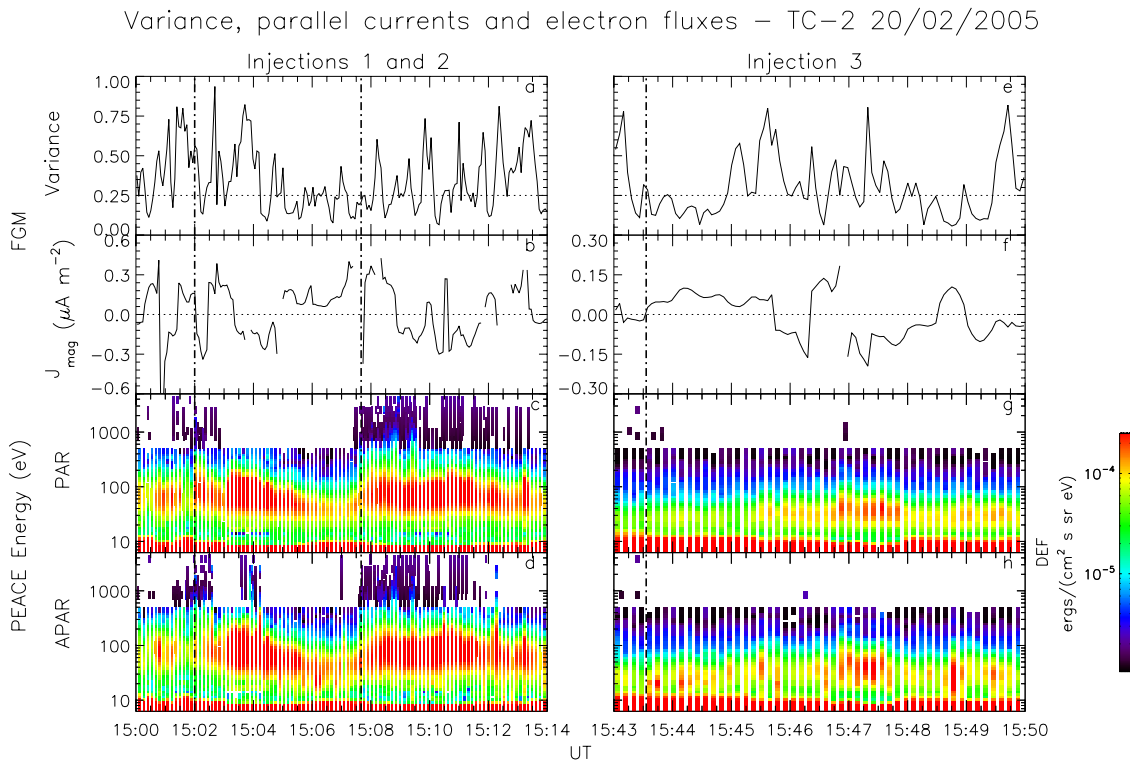 Variance, parallel currents and electron fluxes − TC−2 20/02/2005
Injections 1 and 2
Injection 3
FGM
Variance
1.00
0.75
0.50
0.25
0.00
a
e
J mag (μA m−2)
0.6
0.3
0.0
−0.3
−0.6
b
0.30
0.15
0.00
−0.15
−0.30
f
PEACE Energy (eV)
PAR
1000
100
10
c
g
APAR
1000
100
10
d
h
15:00 15:02 15:04 15:06 15:08 15:10 15:12 15:14
15:43 15:44 15:45 15:46 15:47 15:48 15:49 15:50
UT
DEF
ergs/(cm2 s sr eV)
10−4
10−5